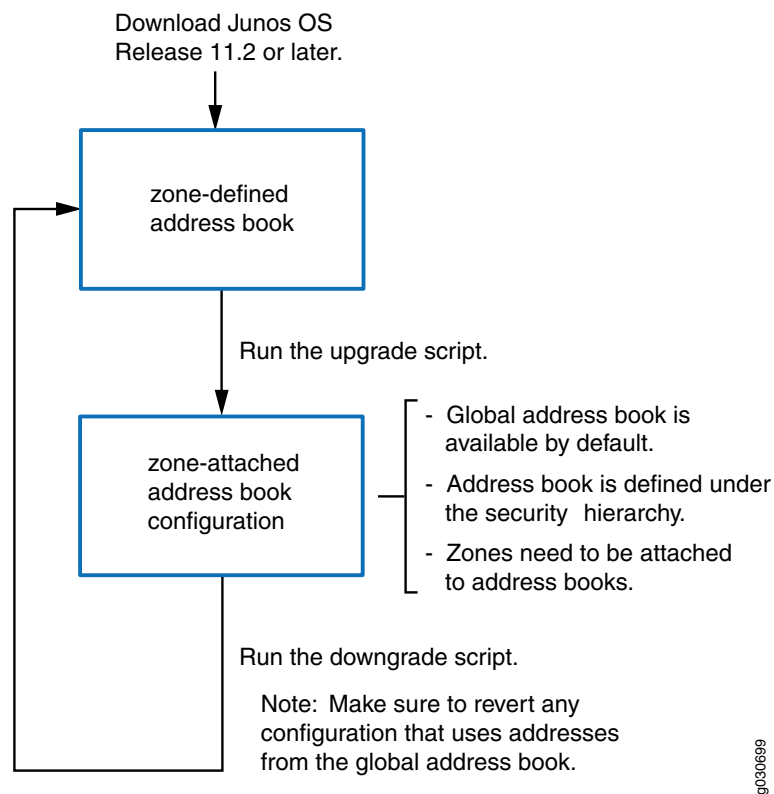 Download Junos OS
Release 11.2 or later.
zone-defined
address book
Run the upgrade script.
zone-attached
address book
configuration
- Global address book is
available by default.
- Address book is defined under
the security hierarchy.
- Zones need to be attached
to address books.
Run the downgrade script.
Note: Make sure to revert any
configuration that uses addresses
from the global address book.
g030699